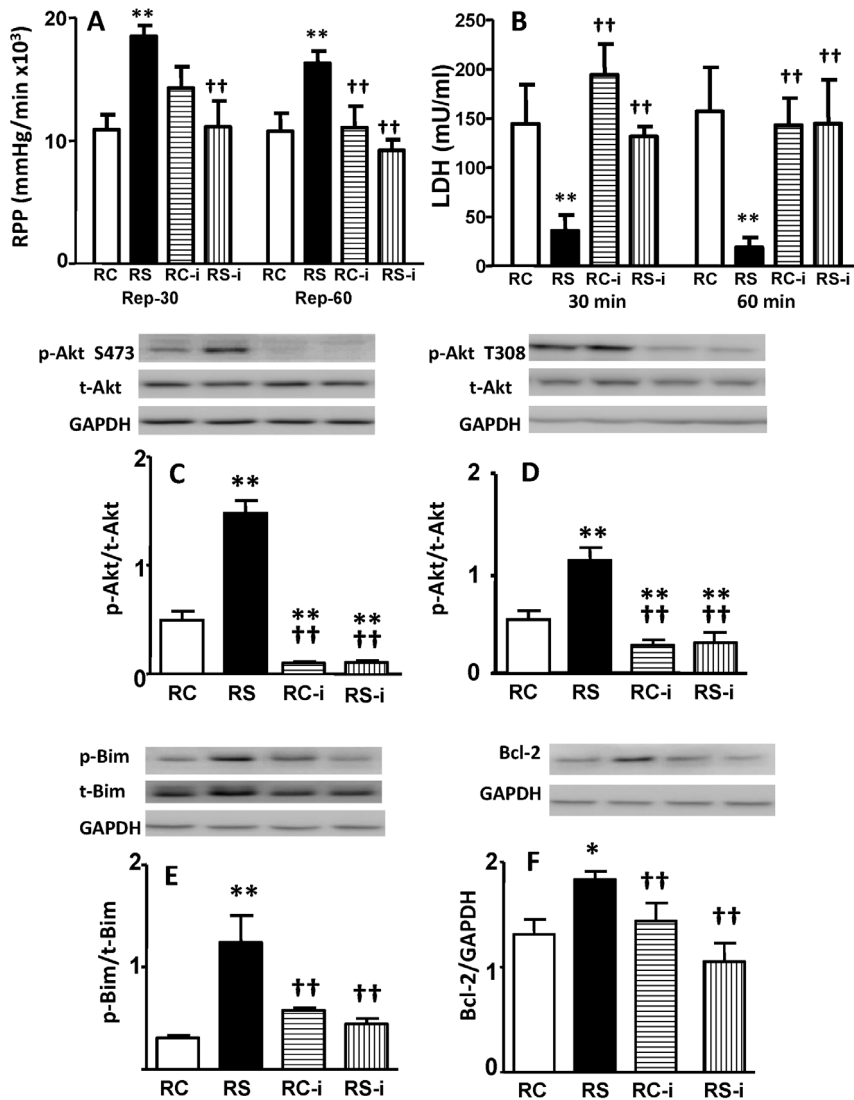 A
RPP (mmHg/min x10³)
20
10
0
**
††
**
††
††
RC RS RC-i RS-i RC RS RC-i RS-i
Rep-30 Rep-60
B
LDH (mU/ml)
250
200
150
100
50
0
**
††
††
**
††
††
RC RS RC-i RS-i RC RS RC-i RS-i
30 min 60 min
p-Akt S473
t-Akt
GAPDH
p-Akt T308
t-Akt
GAPDH
C
p-Akt/t-Akt
2
1
0
**
** **
†† ††
RC RS RC-i RS-i
D
p-Akt/t-Akt
2
1
0
**
** **
†† ††
RC RS RC-i RS-i
p-Bim
t-Bim
GAPDH
Bcl-2
GAPDH
E
p-Bim/t-Bim
2
1
**
†† ††
RC RS RC-i RS-i
F
Bcl-2/GAPDH
2
1
0
*
††
††
RC RS RC-i RS-i